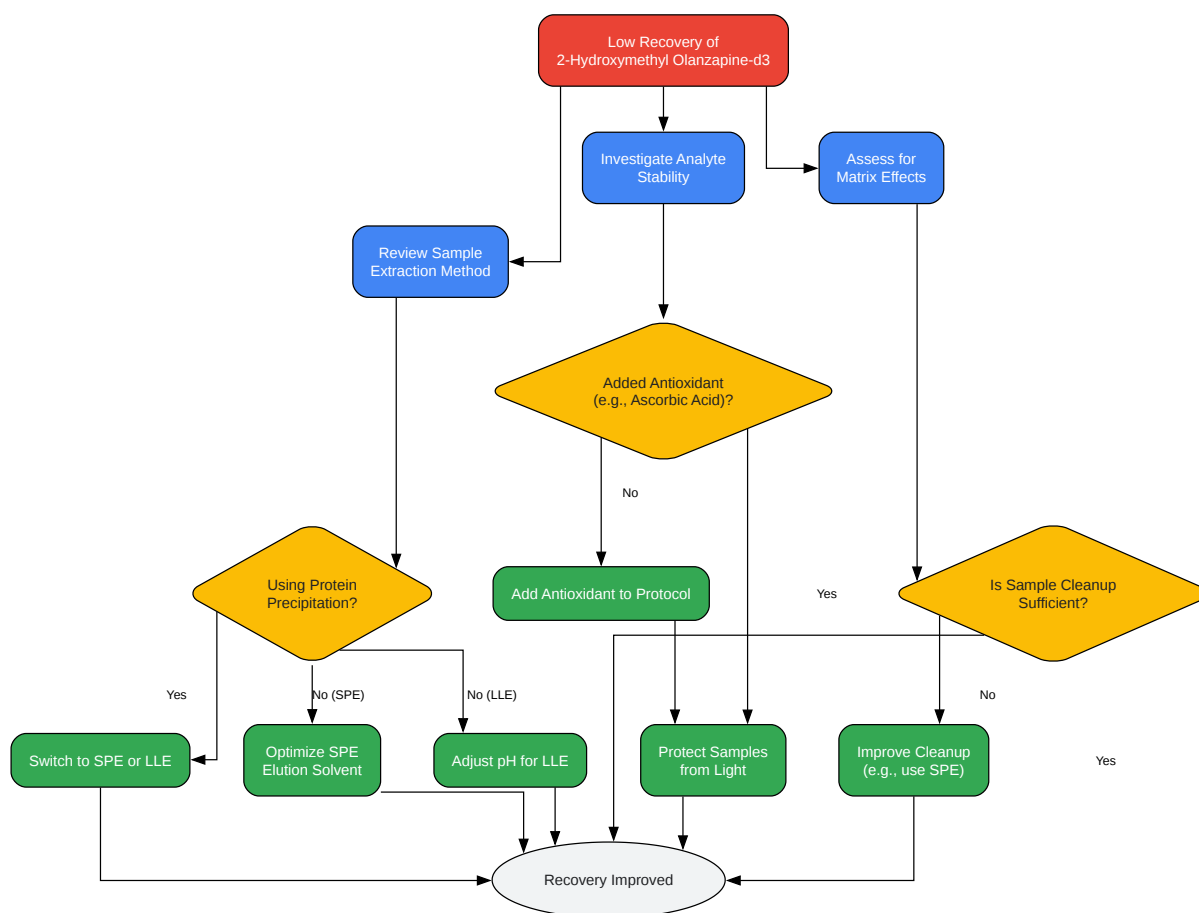 Low Recovery of
2-Hydroxymethyl Olanzapine-d3
Investigate Analyte
Stability
Assess for
Matrix Effects
Review Sample
Extraction Method
Added Antioxidant
(e.g., Ascorbic Acid)?
No
Using Protein
Precipitation?
Add Antioxidant to Protocol
Yes
Is Sample Cleanup
Sufficient?
Yes
No (SPE)
No (LLE)
No
Switch to SPE or LLE
Optimize SPE
Elution Solvent
Adjust pH for LLE
Protect Samples
from Light
Improve Cleanup
(e.g., use SPE)
Yes
Recovery Improved